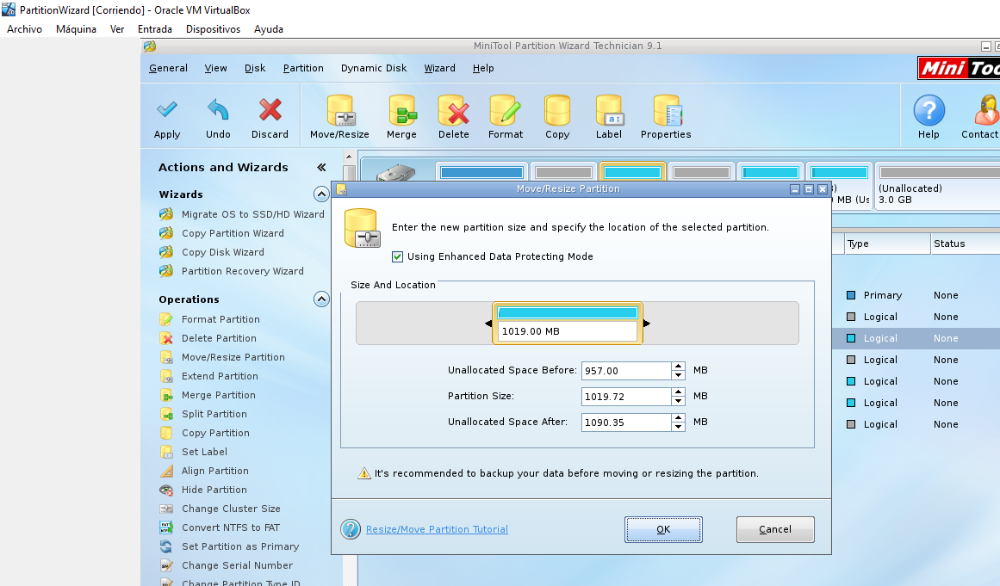 PartitionWizard [Corriendo] - Oracle VM VirtualBox
Archivo Máquina Ver Entrada Dispositivos Ayuda
MiniTool Partition Wizard Technician 9.1
General View Disk Partition Dynamic Disk Wizard Help
Mini Too
Apply Undo Discard Move/Resize Merge Delete Format Copy Label Properties Help Contact
Actions and Wizards
Wizards
Migrate OS to SSD/HD Wizard
Copy Partition Wizard
Copy Disk Wizard
Partition Recovery Wizard
Operations
Format Partition
Delete Partition
Move/Resize Partition
Extend Partition
Merge Partition
Split Partition
Copy Partition
Set Label
Align Partition
Hide Partition
Change Cluster Size
Convert NTFS to FAT
Set Partition as Primary
Change Serial Number
Change Partition Type ID
)
MB (Us
(Unallocated)
3.0 GB
Type Status
Primary None
Logical None
Logical None
Logical None
Logical None
Logical None
Logical None
Move/Resize Partition
Enter the new partition size and specify the location of the selected partition.
Using Enhanced Data Protecting Mode
Size And Location
1019.00 MB
Unallocated Space Before: 957.00 MB
Partition Size: 1019.72 MB
Unallocated Space After: 1090.35 MB
It's recommended to backup your data before moving or resizing the partition.
Resize/Move Partition Tutorial
OK Cancel